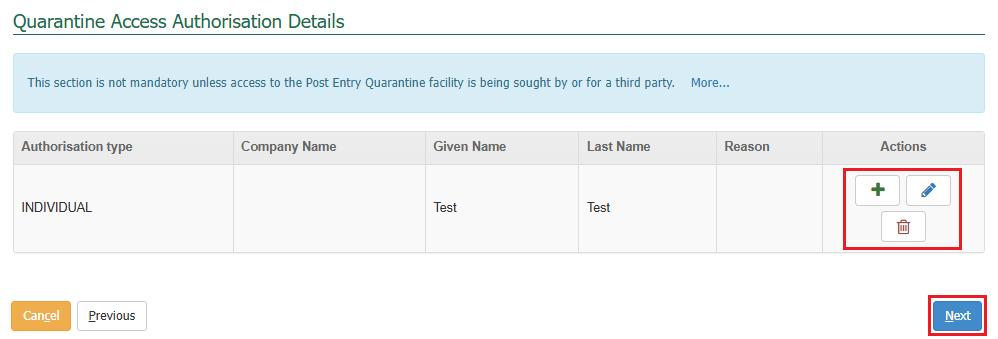 Quarantine Access Authorisation Details
This section is not mandatory unless access to the Post Entry Quarantine facility is being sought by or for a third party. More...
Authorisation type Company Name Given Name Last Name Reason Actions
INDIVIDUAL Test Test
Cancel Previous Next